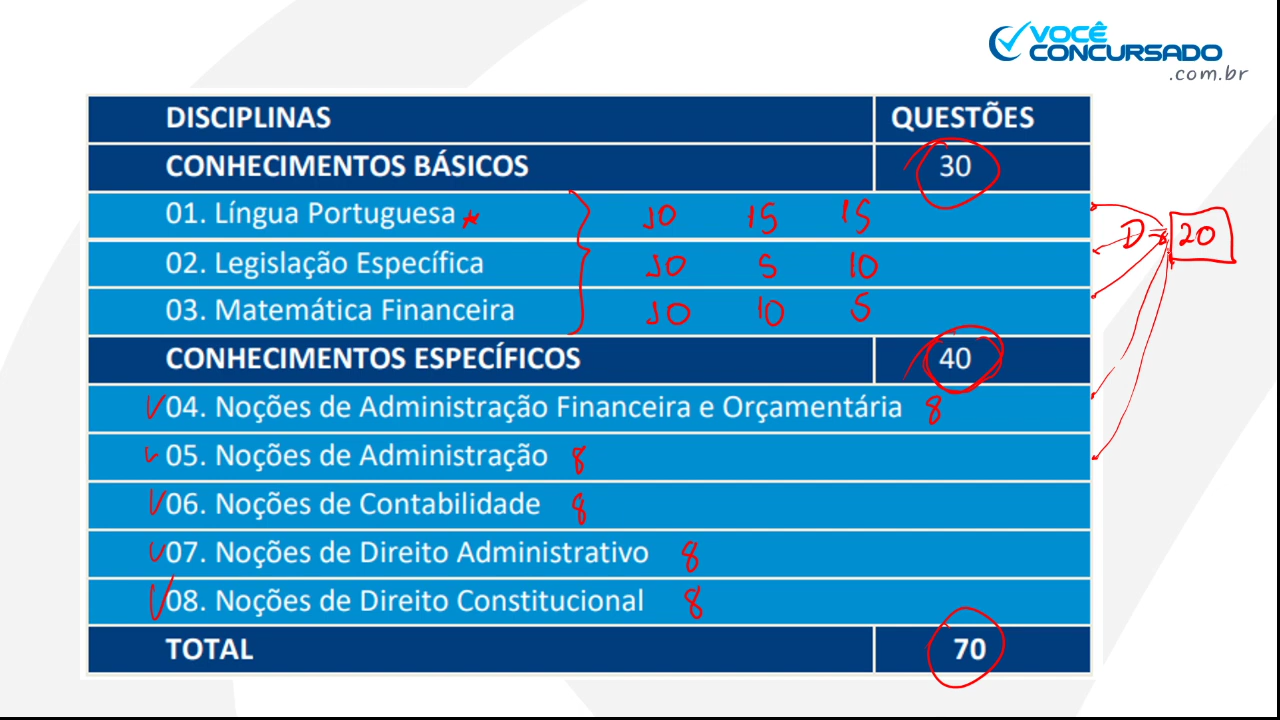 VOCÊ
CONCURSADO
.com.br
DISCIPLINAS QUESTÕES
CONHECIMENTOS BÁSICOS 30
01. Língua Portuguesa 10 15 15
D 20
02. Legislação Específica 10 5 10
03. Matemática Financeira 10 10 5
CONHECIMENTOS ESPECÍFICOS 40
04. Noções de Administração Financeira e Orçamentária 8
05. Noções de Administração 8
06. Noções de Contabilidade 8
07. Noções de Direito Administrativo 8
08. Noções de Direito Constitucional 8
TOTAL 70